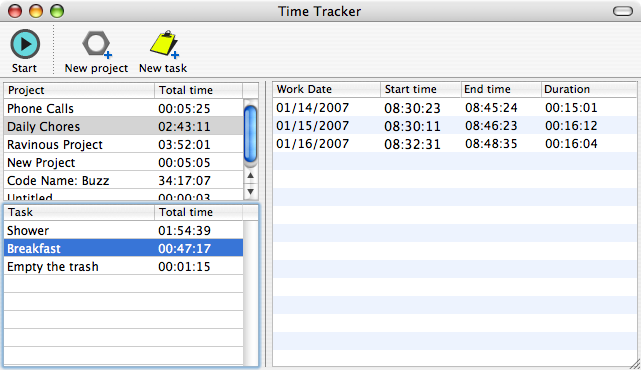 Time Tracker
Start New project New task
Project Total time
Phone Calls 00:05:25
Daily Chores 02:43:11
Ravinous Project 03:52:01
New Project 00:05:05
Code Name: Buzz 34:17:07
Untitled 00:00:03
Task Total time
Shower 01:54:39
Breakfast 00:47:17
Empty the trash 00:01:15
Work Date Start time End time Duration
01/14/2007 08:30:23 08:45:24 00:15:01
01/15/2007 08:30:11 08:46:23 00:16:12
01/16/2007 08:32:31 08:48:35 00:16:04